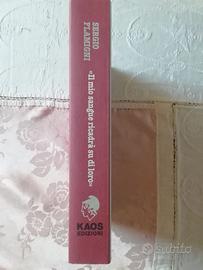 SERGIO
FLAMIGNI
«Il mio sangue ricadrà su di loro»
KAOS
EDIZIONI
subito